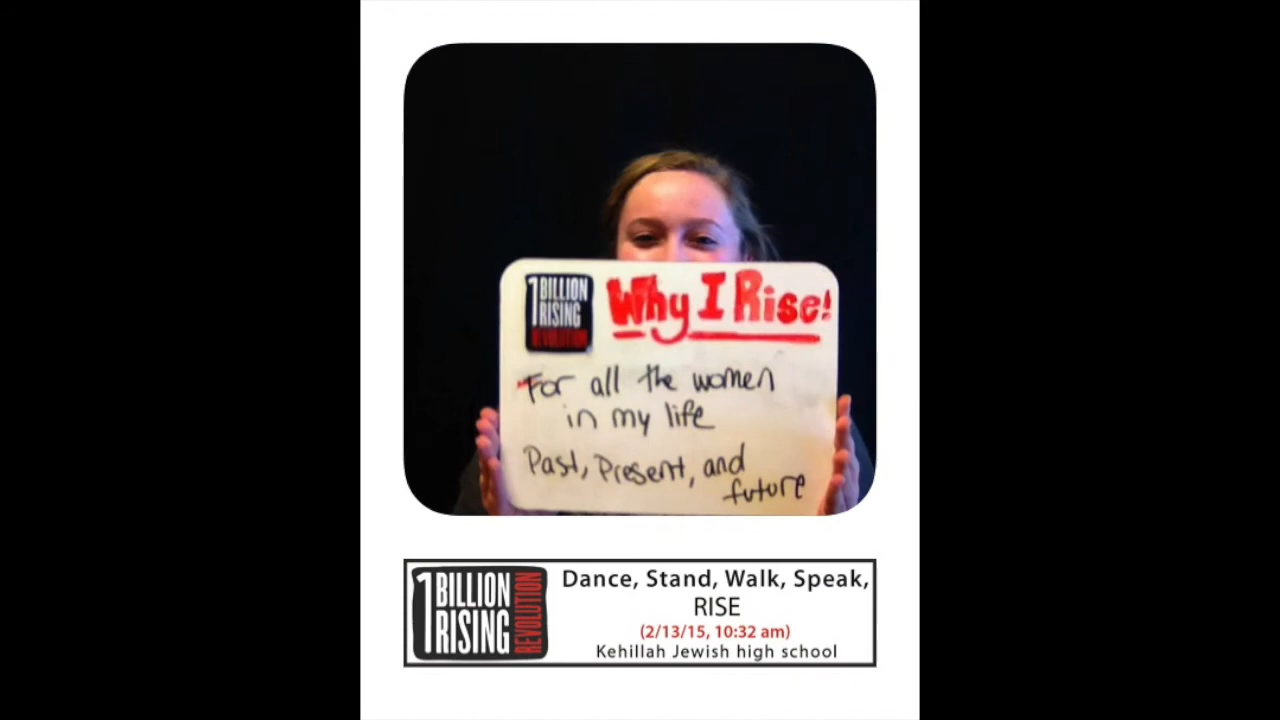 1 BILLION
RISING
REVOLUTION
Why I Rise!
For all the women
in my life
Past, Present, and
future
1 BILLION
RISING
REVOLUTION
Dance, Stand, Walk, Speak,
RISE
(2/13/15, 10:32 am)
Kehillah Jewish high school